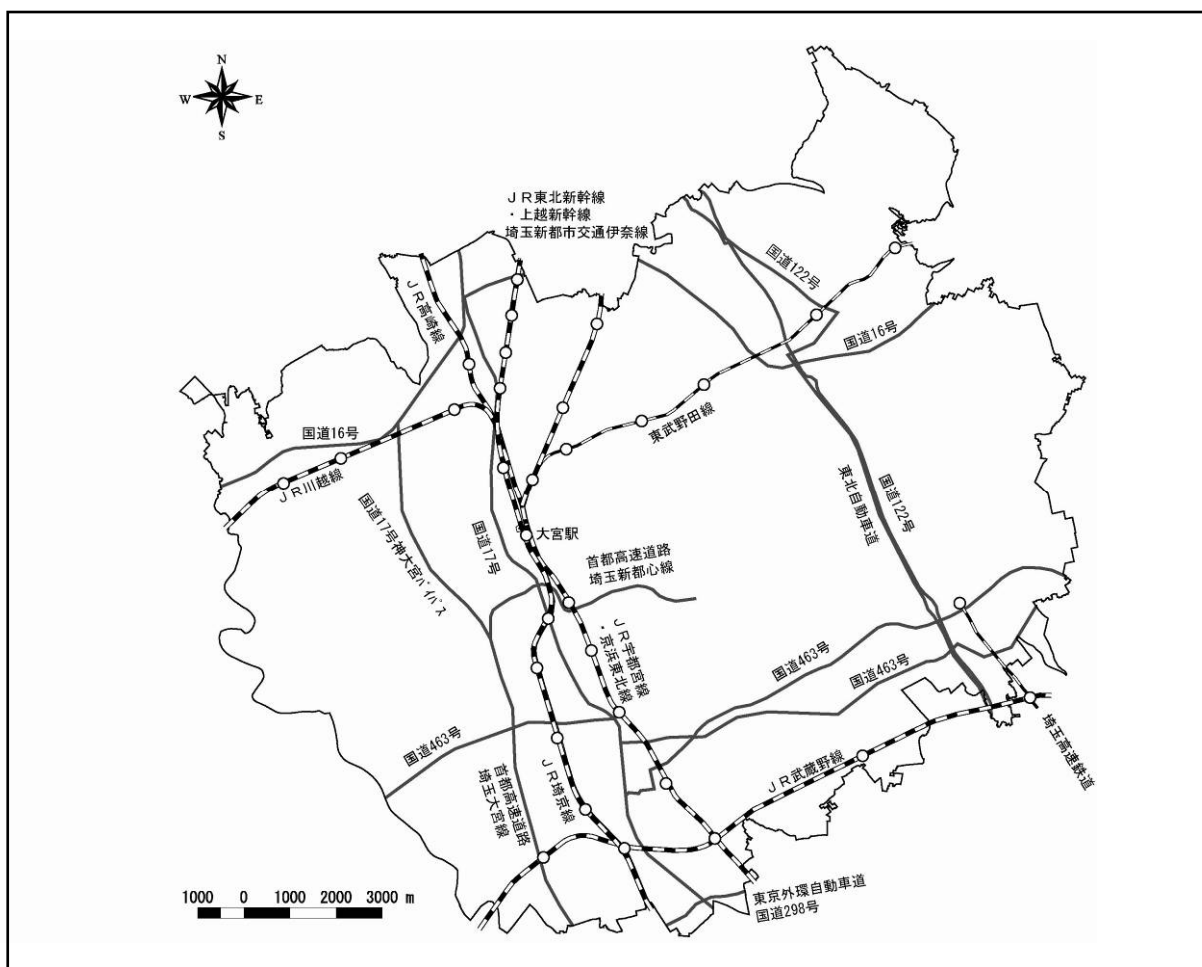 N
W E
S
JR東北新幹線
・上越新幹線
埼玉新都市交通伊奈線
国道122号
JR高崎線
国道16号
東武野田線
国道16号
JR川越線
国道122号
東北自動車道
国道17号神大宮バイパス
国道17号
大宮駅
首都高速道路
埼玉新都心線
JR宇都宮線
・京浜東北線
国道463号
国道463号
国道463号
埼玉高速鉄道
JR武蔵野線
首都高速道路
埼玉大宮線
JR埼京線
東京外環自動車道
国道298号
1000 0 1000 2000 3000 m